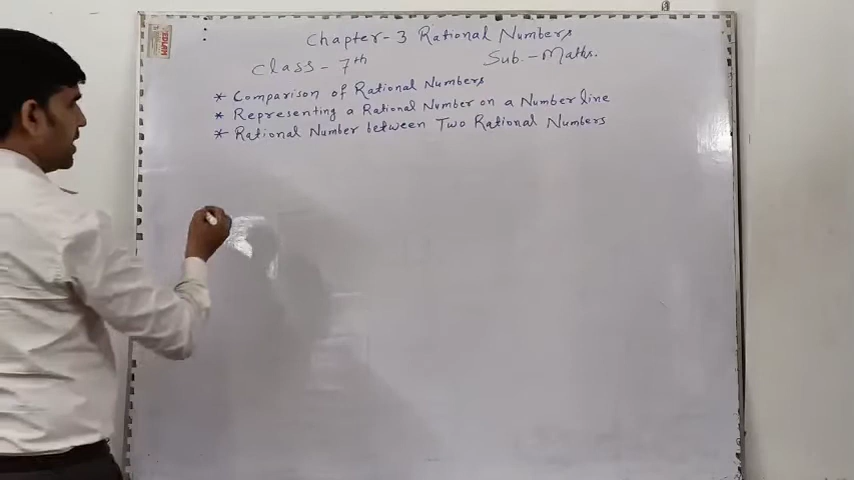 Chapter-3 Rational Numbers
Class-7th Sub.-Maths.
* Comparison of Rational Numbers
* Representing a Rational Number on a Number line
* Rational Number between Two Rational Numbers